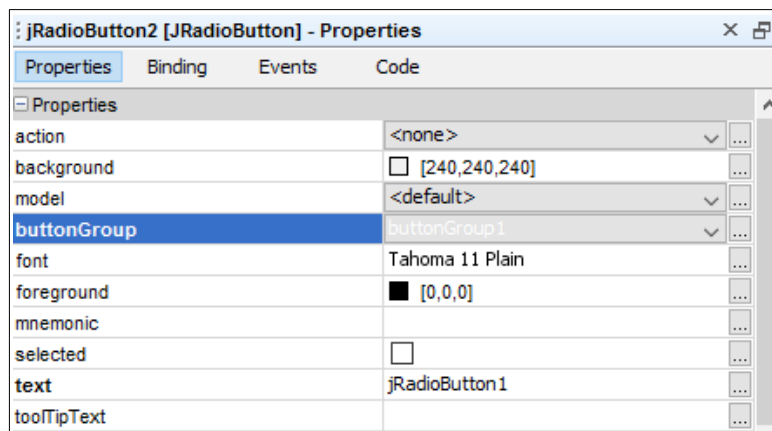 jRadioButton2 [JRadioButton] - Properties
Properties Binding Events Code
Properties
action <none> ...
background [240,240,240] ...
model <default> ...
buttonGroup buttonGroup1 ...
font Tahoma 11 Plain ...
foreground [0,0,0] ...
mnemonic ...
selected ...
text jRadioButton1 ...
toolTipText ...